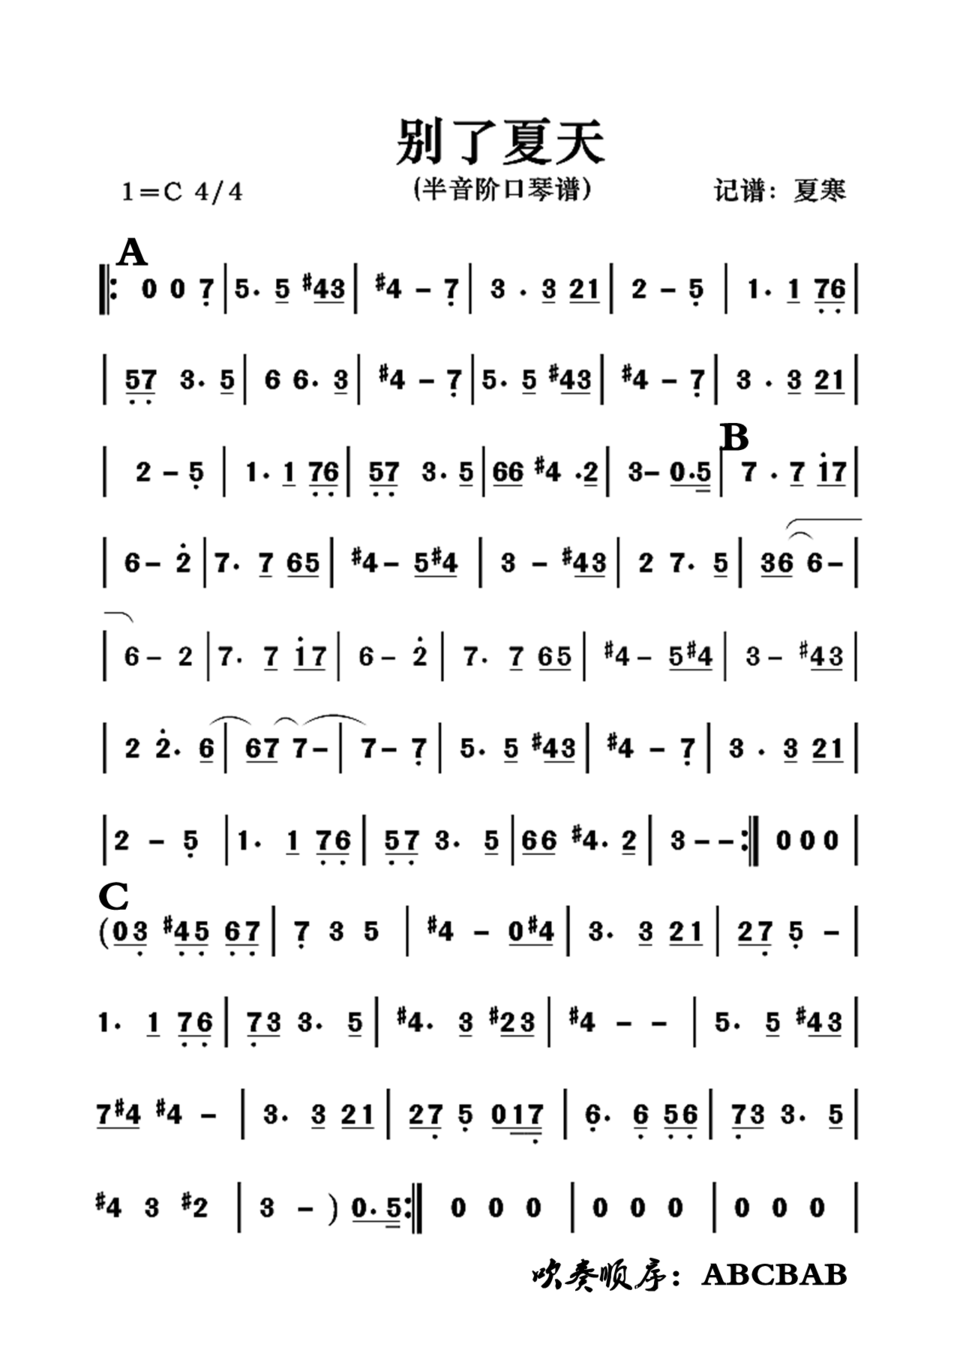 别了夏天
1=C 4/4 (半音阶口琴谱) 记谱：夏寒
A
0 0 7 | 5. 5 #43 | #4 - 7 | 3 . 3 21 | 2 - 5 | 1. 1 76 |
| 57 3. 5 | 6 6. 3 | #4 - 7 | 5. 5 #43 | #4 - 7 | 3 . 3 21 |
B
| 2 - 5 | 1. 1 76 | 57 3. 5 | 66 #4 .2 | 3- 0.5 | 7 . 7 17 |
| 6- 2 | 7. 7 65 | #4- 5#4 | 3 - #43 | 2 7. 5 | 36 6- |
| 6- 2 | 7. 7 17 | 6- 2 | 7. 7 65 | #4- 5#4 | 3- #43 |
| 2 2. 6 | 67 7- | 7- 7 | 5. 5 #43 | #4 - 7 | 3 . 3 21 |
| 2 - 5 | 1. 1 76 | 57 3. 5 | 66 #4. 2 | 3-- :|| 0 0 0 |
C
(03 #45 67 | 7 3 5 | #4 - 0#4 | 3. 3 21 | 27 5 - |
1. 1 76 | 73 3. 5 | #4. 3 #23 | #4 - - | 5. 5 #43 |
7#4 #4 - | 3. 3 21 | 27 5 017 | 6. 6 56 | 73 3. 5 |
#4 3 #2 | 3 - ) 0.5 :|| 0 0 0 | 0 0 0 | 0 0 0 |
吹奏顺序：ABCBAB